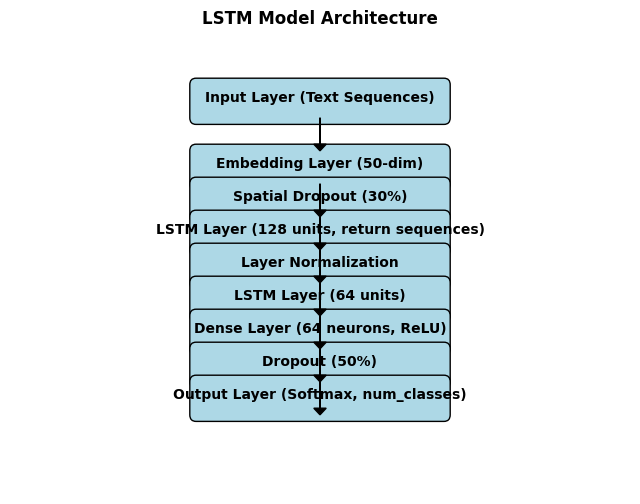 LSTM Model Architecture
Input Layer (Text Sequences)
Embedding Layer (50-dim)
Spatial Dropout (30%)
LSTM Layer (128 units, return sequences)
Layer Normalization
LSTM Layer (64 units)
Dense Layer (64 neurons, ReLU)
Dropout (50%)
Output Layer (Softmax, num_classes)